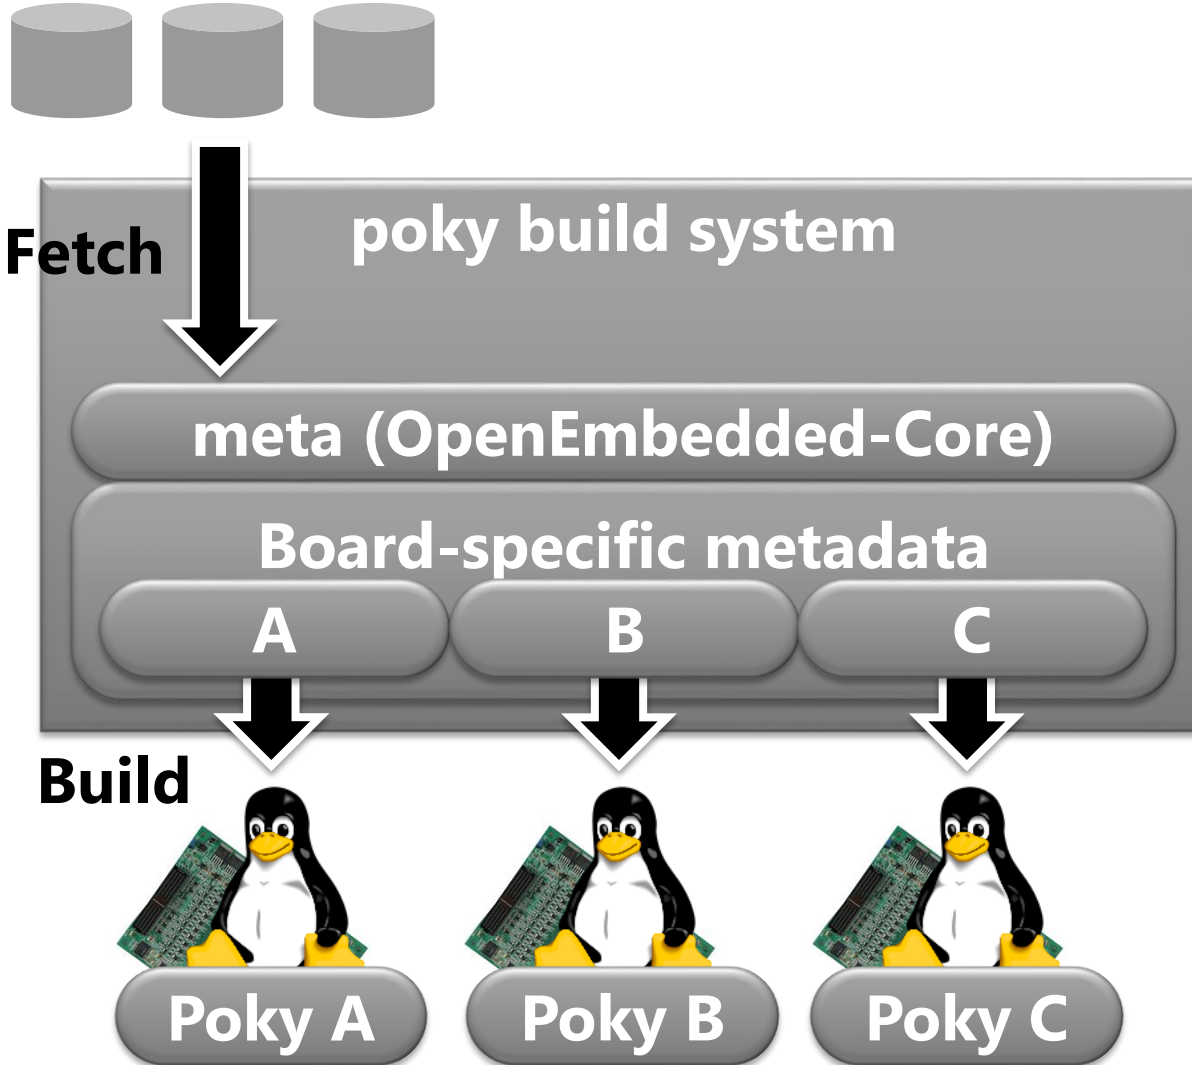 poky build system
Fetch
meta (OpenEmbedded-Core)
Board-specific metadata
A
B
C
Build
Poky A
Poky B
Poky C